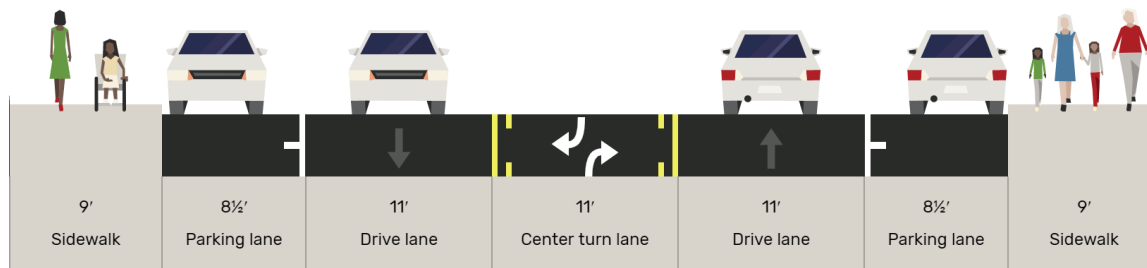 9′ 8½′ 11′ 11′ 11′ 8½′ 9′
Sidewalk Parking lane Drive lane Center turn lane Drive lane Parking lane Sidewalk